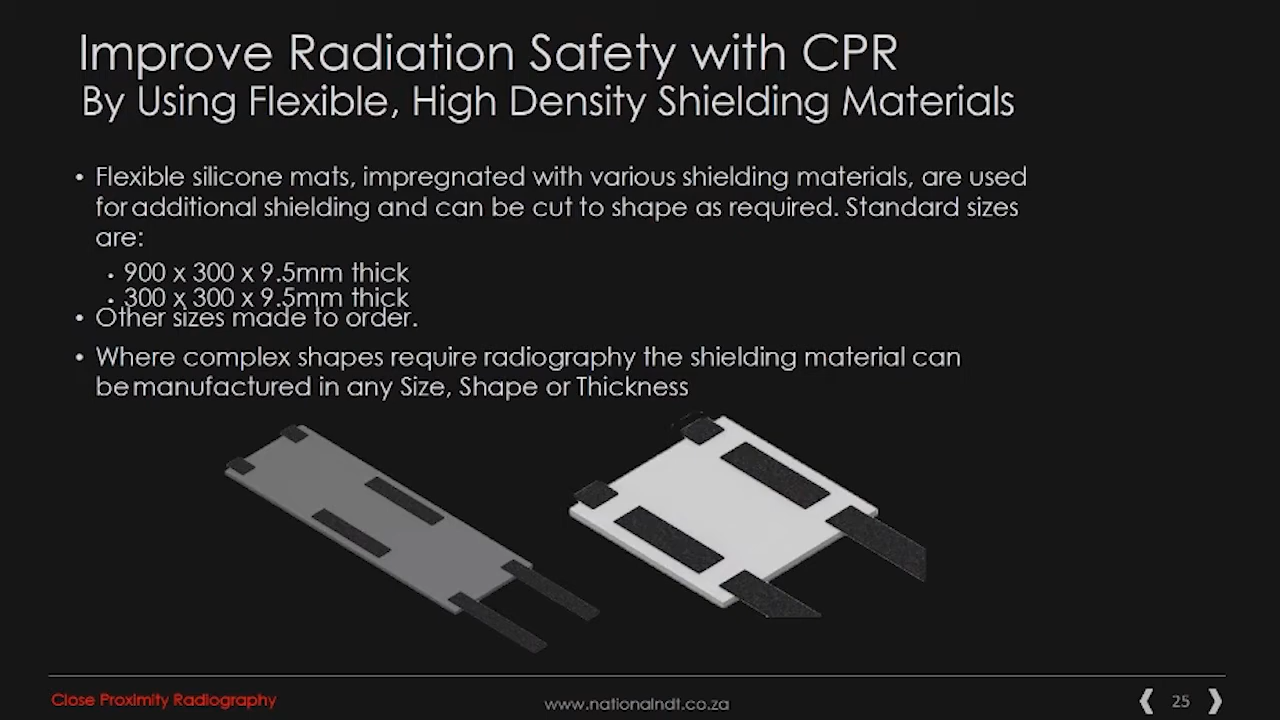 Improve Radiation Safety with CPR
By Using Flexible, High Density Shielding Materials
• Flexible silicone mats, impregnated with various shielding materials, are used
for additional shielding and can be cut to shape as required. Standard sizes
are:
• 900 x 300 x 9.5mm thick
• 300 x 300 x 9.5mm thick
• Other sizes made to order.
• Where complex shapes require radiography the shielding material can
be manufactured in any Size, Shape or Thickness
Close Proximity Radiography
www.nationalndt.co.za
❰ 25 ❱